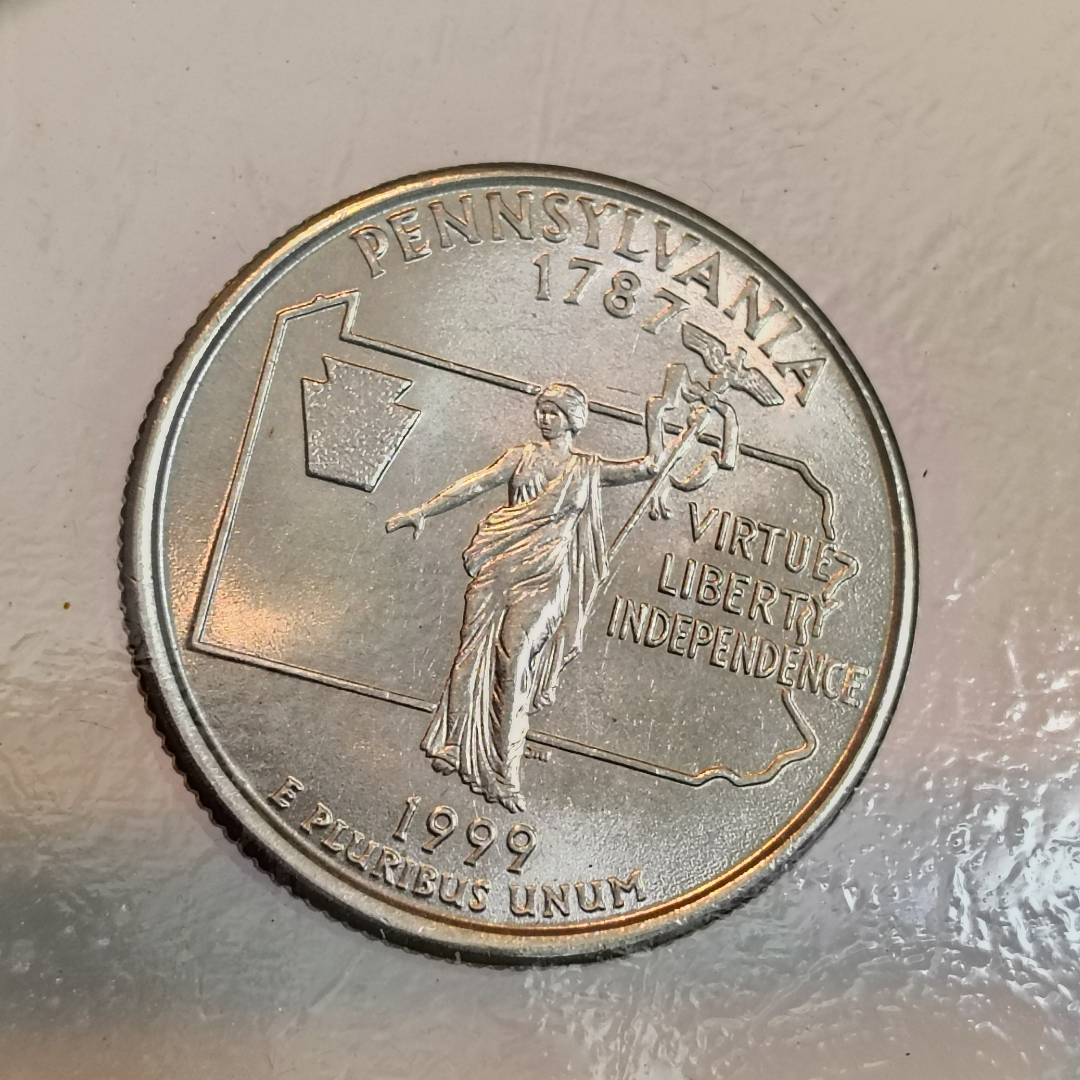 PENNSYLVANIA
1787
VIRTUE
LIBERTY
INDEPENDENCE
1999
E PLURIBUS UNUM